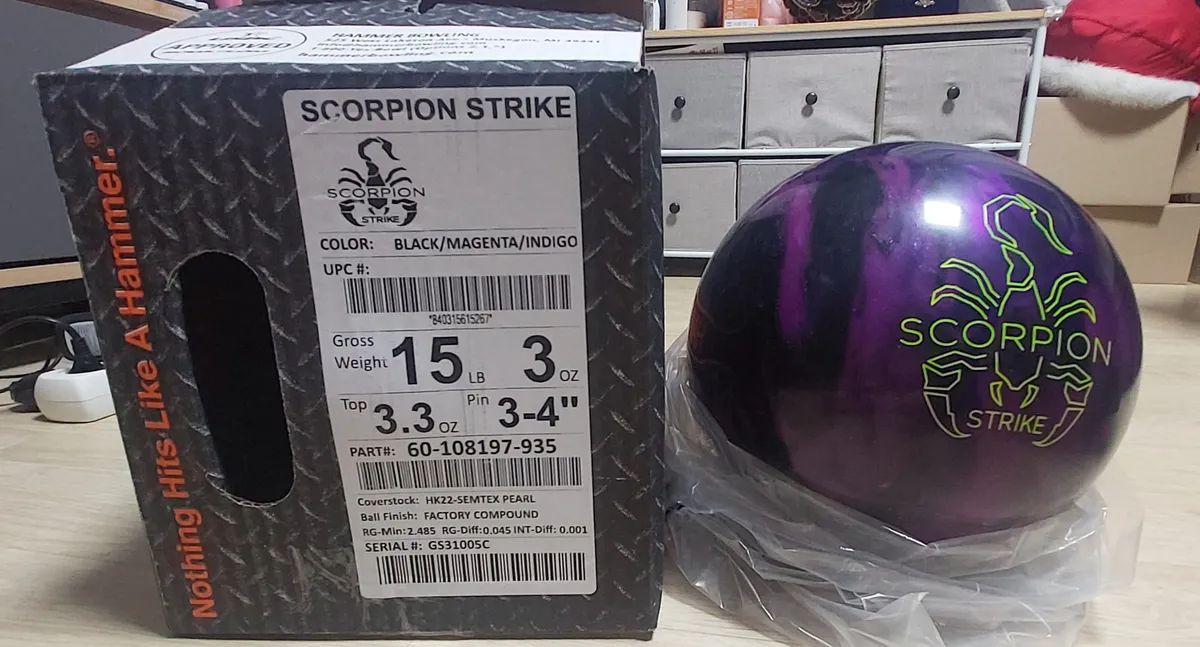 APPROVED
HAMMER BOWLING
Nothing Hits Like A Hammer.®
SCORPION STRIKE
SCORPION
STRIKE
COLOR: BLACK/MAGENTA/INDIGO
UPC #:
*840315615267*
Gross
Weight 15 LB 3 OZ
Top 3.3 OZ Pin 3-4"
PART#: 60-108197-935
Coverstock: HK22-SEMTEX PEARL
Ball Finish: FACTORY COMPOUND
RG-Min:2.485 RG-Diff:0.045 INT-Diff: 0.001
SERIAL #: GS31005C
SCORPION
STRIKE